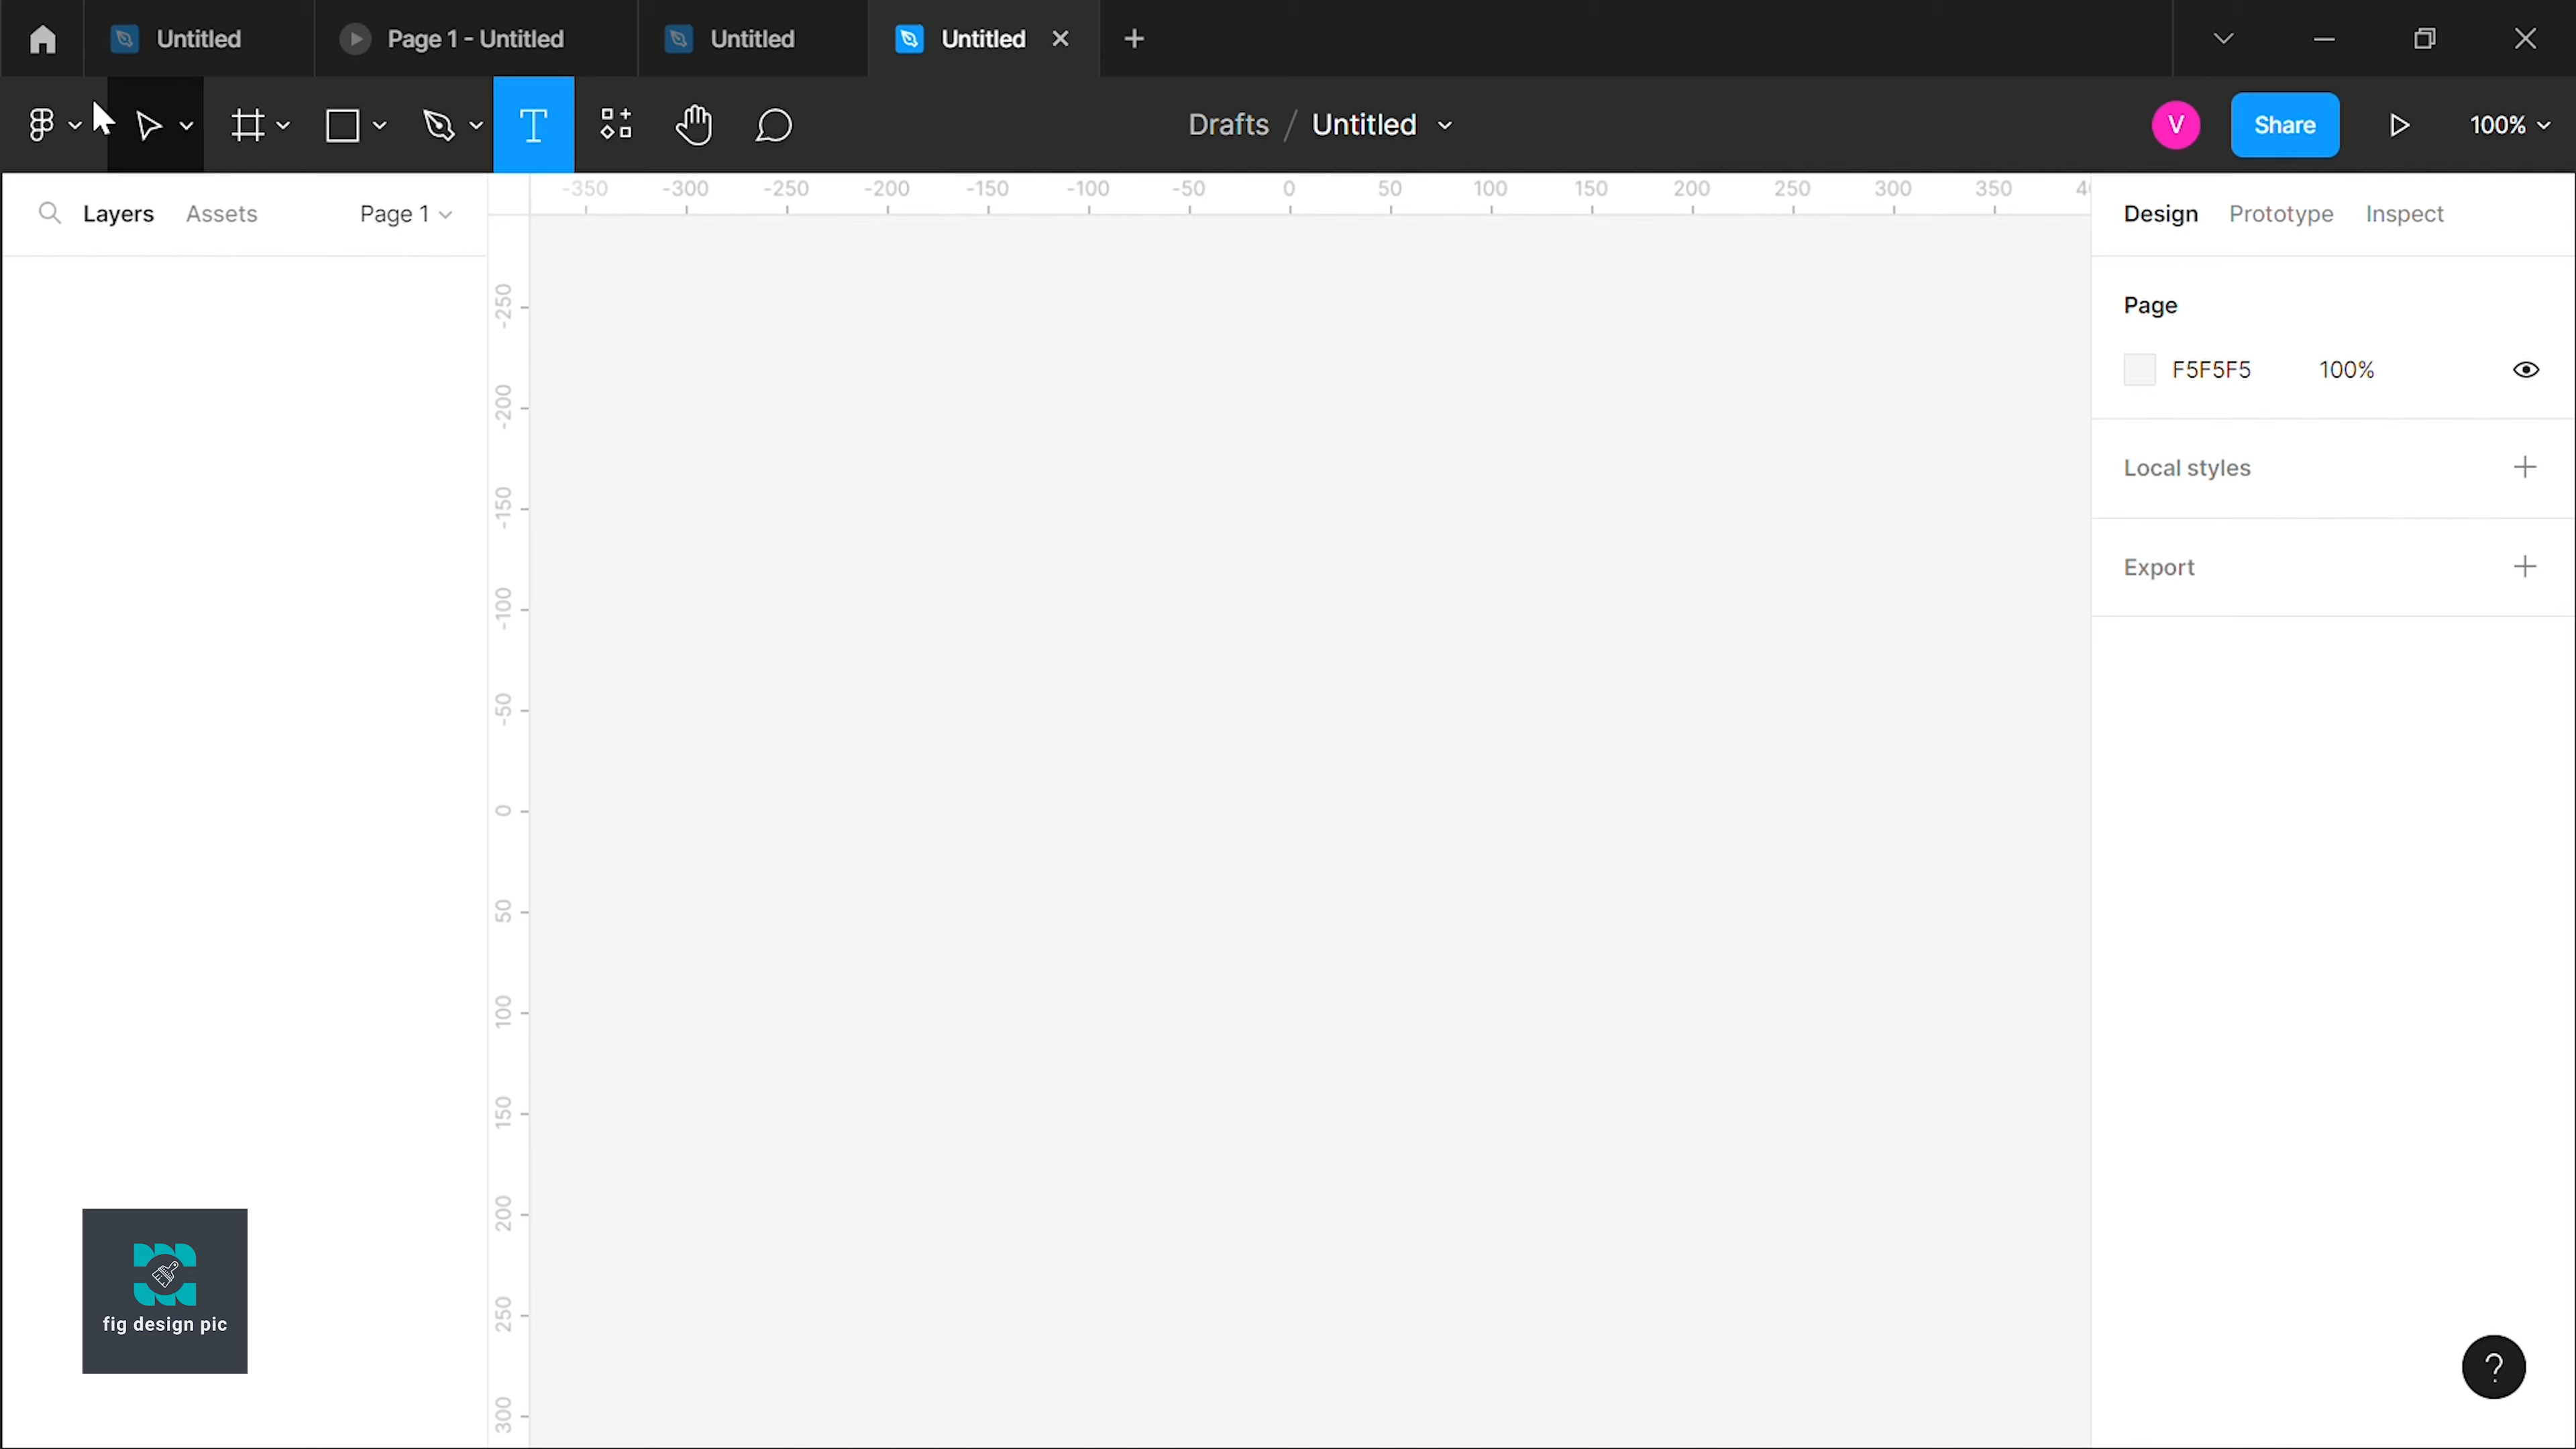 Untitled
Page 1 - Untitled
Untitled
Untitled
Drafts / Untitled
V
Share
100%
Layers
Assets
Page 1
-350 -300 -250 -200 -150 -100 -50 0 50 100 150 200 250 300 350 40
Design
Prototype
Inspect
-250
-200
-150
-100
-50
0
50
100
150
200
250
300
Page
F5F5F5
100%
Local styles
Export
fig design pic
?